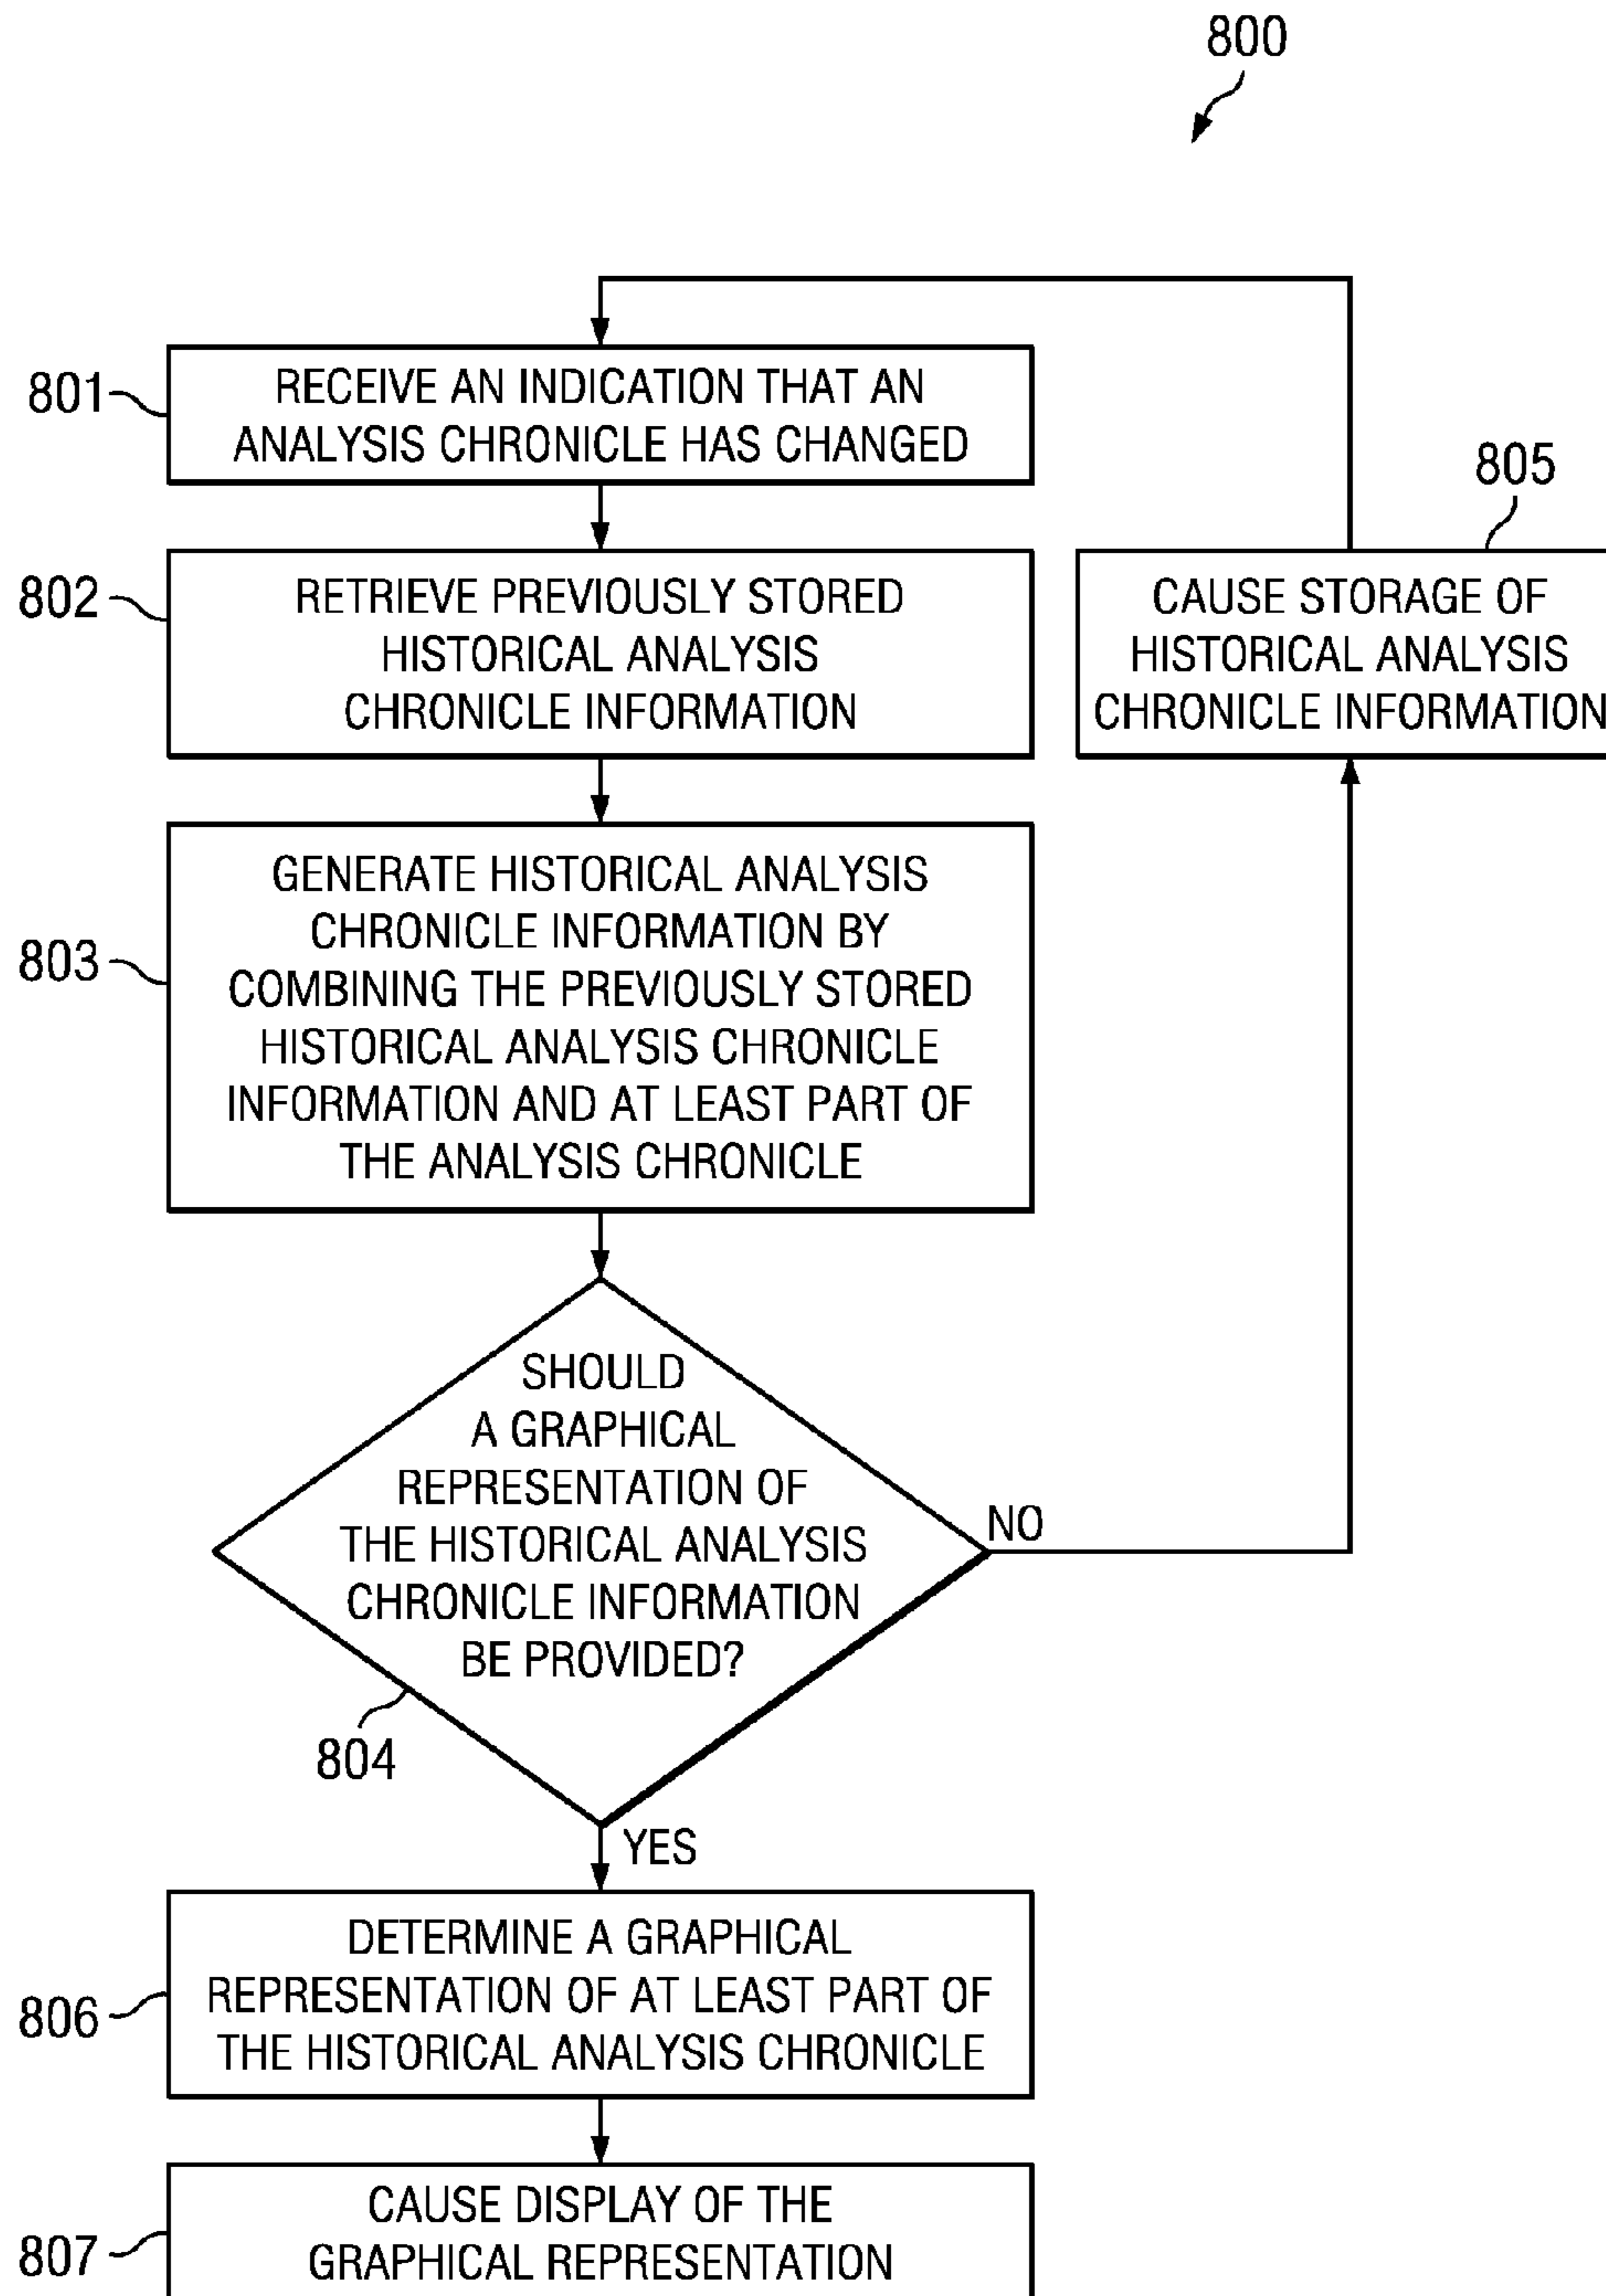 800
801
RECEIVE AN INDICATION THAT AN
ANALYSIS CHRONICLE HAS CHANGED
802
RETRIEVE PREVIOUSLY STORED
HISTORICAL ANALYSIS
CHRONICLE INFORMATION
805
CAUSE STORAGE OF
HISTORICAL ANALYSIS
CHRONICLE INFORMATION
803
GENERATE HISTORICAL ANALYSIS
CHRONICLE INFORMATION BY
COMBINING THE PREVIOUSLY STORED
HISTORICAL ANALYSIS CHRONICLE
INFORMATION AND AT LEAST PART OF
THE ANALYSIS CHRONICLE
SHOULD
A GRAPHICAL
REPRESENTATION OF
THE HISTORICAL ANALYSIS
CHRONICLE INFORMATION
BE PROVIDED?
NO
804
YES
806
DETERMINE A GRAPHICAL
REPRESENTATION OF AT LEAST PART OF
THE HISTORICAL ANALYSIS CHRONICLE
807
CAUSE DISPLAY OF THE
GRAPHICAL REPRESENTATION